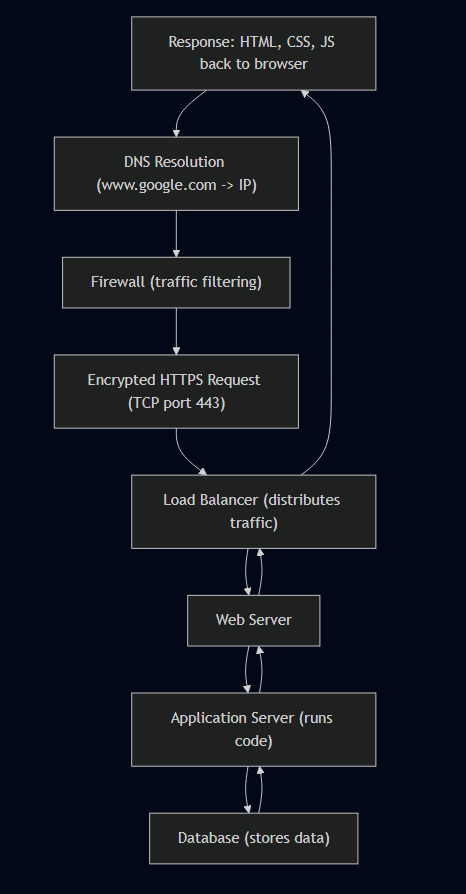 Response: HTML, CSS, JS
back to browser
DNS Resolution
(www.google.com -> IP)
Firewall (traffic filtering)
Encrypted HTTPS Request
(TCP port 443)
Load Balancer (distributes
traffic)
Web Server
Application Server (runs
code)
Database (stores data)